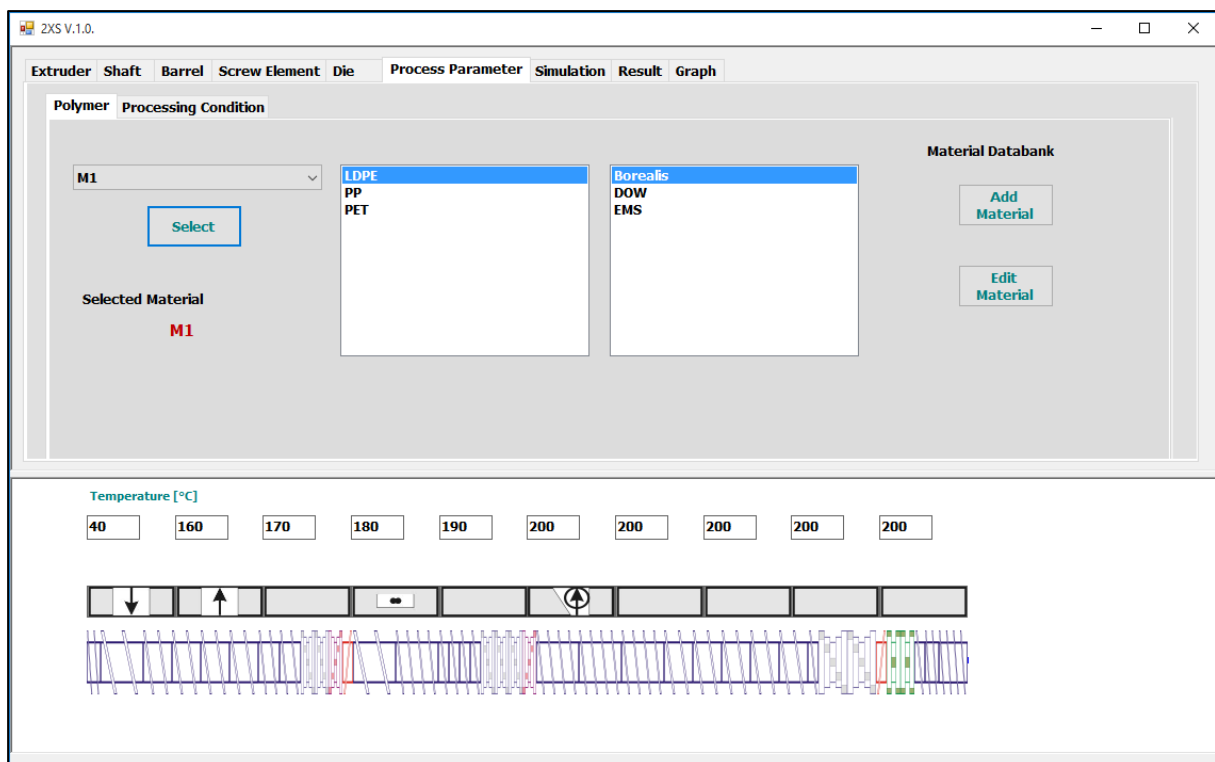 2XS V.1.0.
Extruder Shaft Barrel Screw Element Die Process Parameter Simulation Result Graph
Polymer Processing Condition
Material Databank
M1
LDPE
PP
PET
Borealis
DOW
EMS
Select
Add
Material
Selected Material
M1
Edit
Material
Temperature [°C]
40 160 170 180 190 200 200 200 200 200